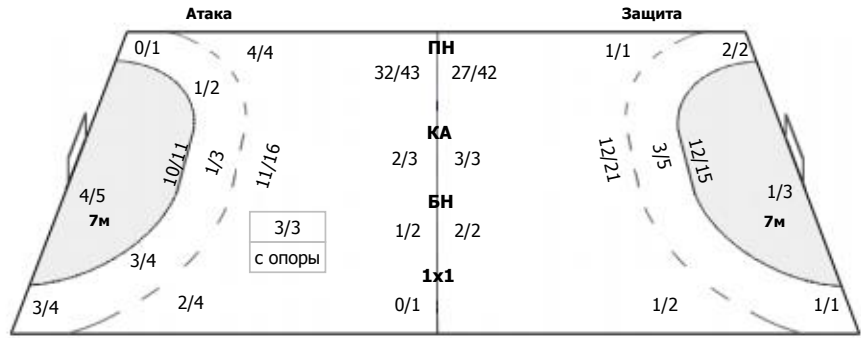 Атака Защита
0/1 4/4 ПН 1/1 2/2
32/43 27/42
1/2
КА
10/11 1/3 11/16 2/3 3/3 12/21 3/5 12/15
4/5 1/3
7м 7м
БН
3/3 1/2 2/2
с опоры
3/4
1x1
3/4 2/4 0/1 1/2 1/1